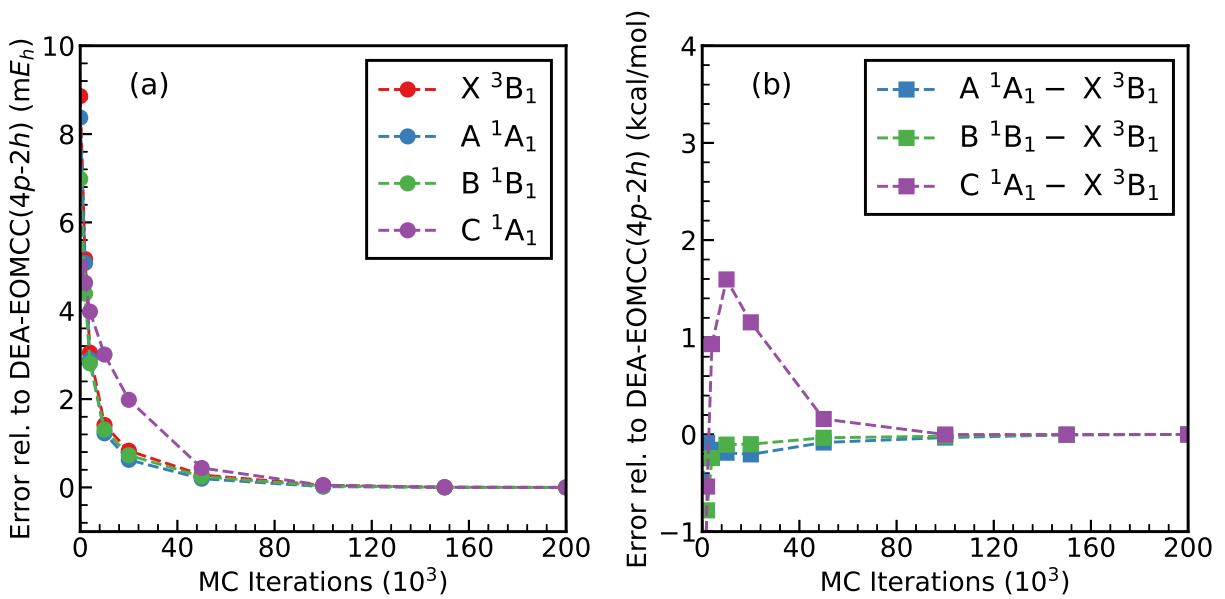 Error rel. to DEA-EOMCC(4p-2h) (mEₕ)
10
8
6
4
2
0
(a)
X ³B₁
A ¹A₁
B ¹B₁
C ¹A₁
0 40 80 120 160 200
MC Iterations (10³)
Error rel. to DEA-EOMCC(4p-2h) (kcal/mol)
4
3
2
1
0
−1
(b)
A ¹A₁ − X ³B₁
B ¹B₁ − X ³B₁
C ¹A₁ − X ³B₁
0 40 80 120 160 200
MC Iterations (10³)